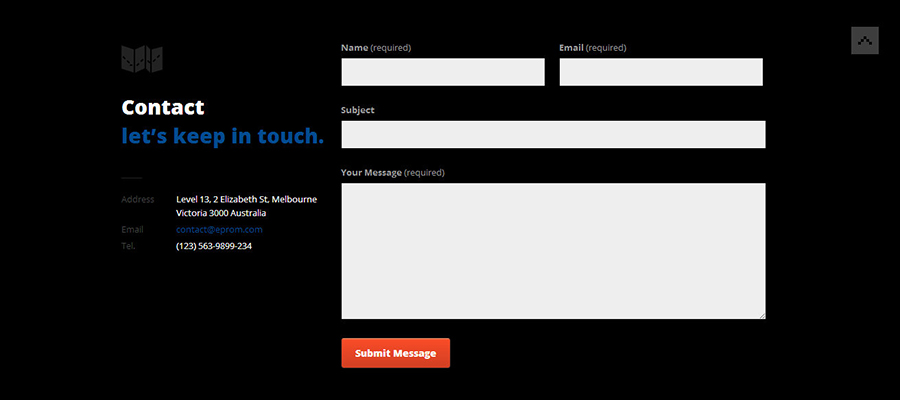 Contact
let's keep in touch.
Address Level 13, 2 Elizabeth St, Melbourne
Victoria 3000 Australia
Email contact@eprom.com
Tel: (123) 563-9899-234
Name (required) Email (required)
Subject
Your Message (required)
Submit Message